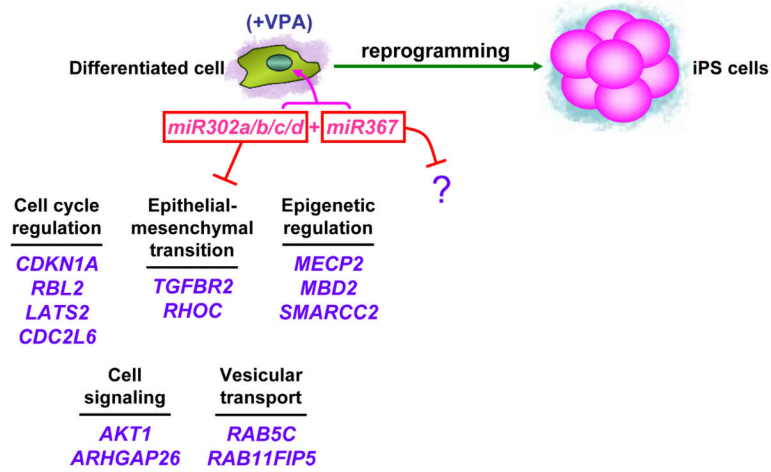 (+VPA)
Differentiated cell
reprogramming
iPS cells
miR302a/b/c/d + miR367
?
Cell cycle
regulation
CDKN1A
RBL2
LATS2
CDC2L6
Epithelial-
mesenchymal
transition
TGFBR2
RHOC
Epigenetic
regulation
MECP2
MBD2
SMARCC2
Cell
signaling
AKT1
ARHGAP26
Vesicular
transport
RAB5C
RAB11FIP5